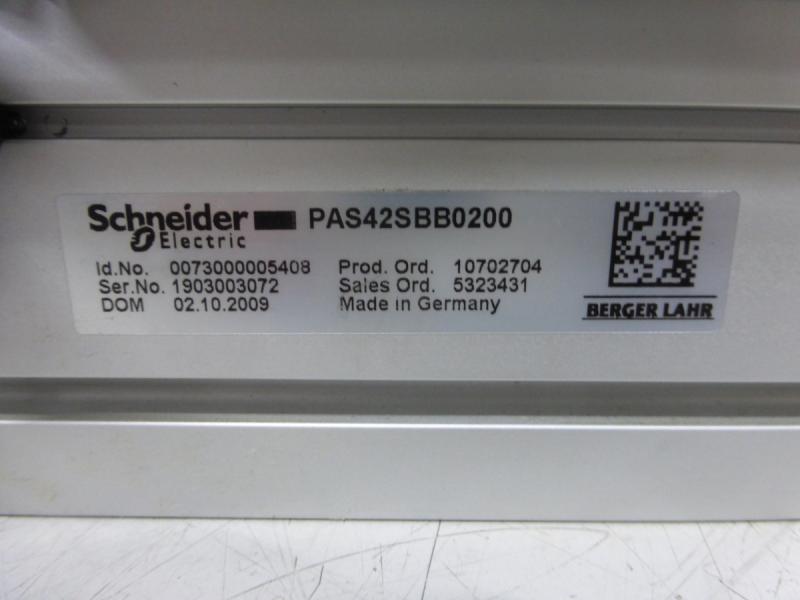 Schneider Electric PAS42SBB0200
Id.No. 0073000005408 Prod. Ord. 10702704
Ser.No. 1903003072 Sales Ord. 5323431
DOM 02.10.2009 Made in Germany
BERGER LAHR